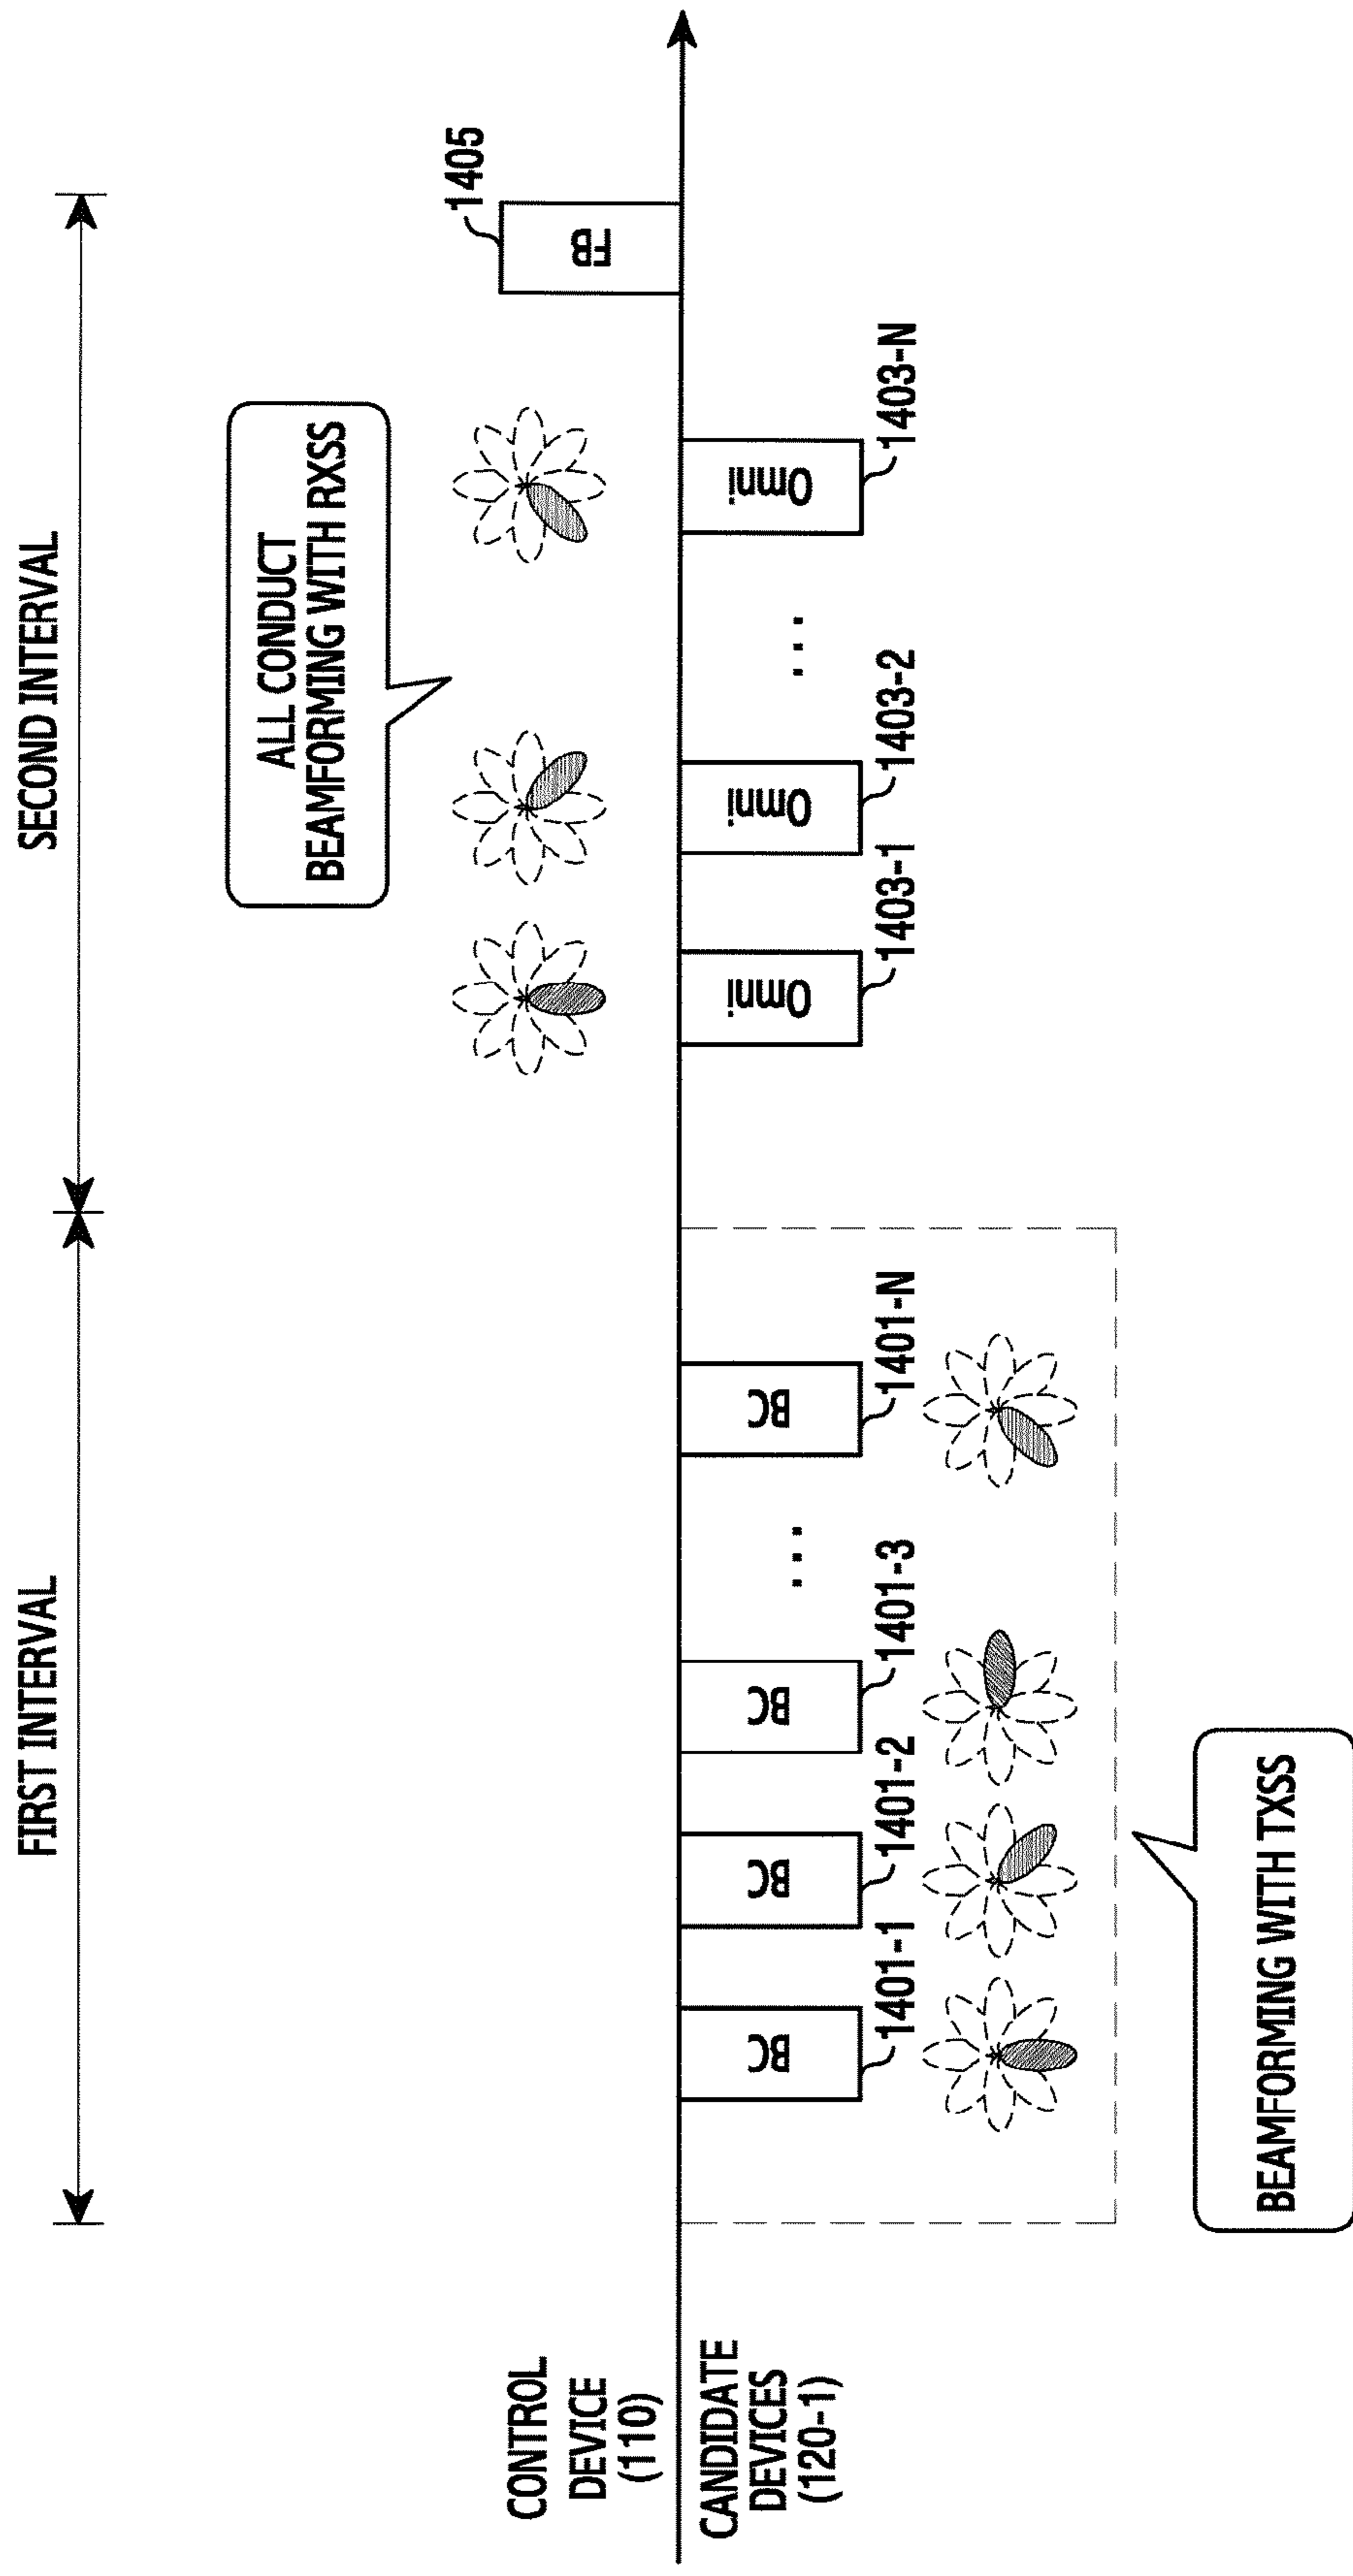 FIRST INTERVAL
SECOND INTERVAL
ALL CONDUCT
BEAMFORMING WITH RXSS
1405
FB
CONTROL
DEVICE
(110)
CANDIDATE
DEVICES
(120-1)
BC
BC
BC
...
BC
Omni.
Omni.
...
Omni.
1401-1
1401-2
1401-3
1401-N
1403-1
1403-2
1403-N
BEAMFORMING WITH TXSS